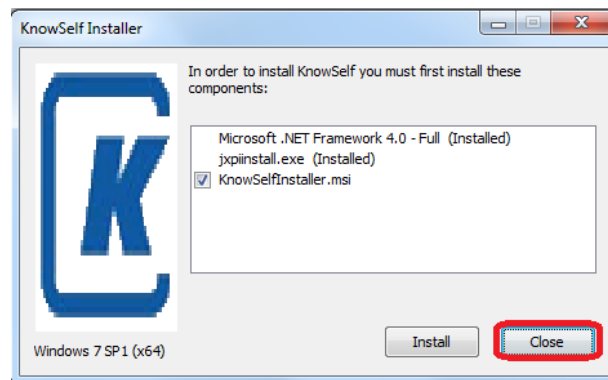 KnowSelf Installer
In order to install KnowSelf you must first install these
components:
Microsoft .NET Framework 4.0 - Full (Installed)
jxpiinstall.exe (Installed)
KnowSelfInstaller.msi
K
Windows 7 SP1 (x64)
Install
Close